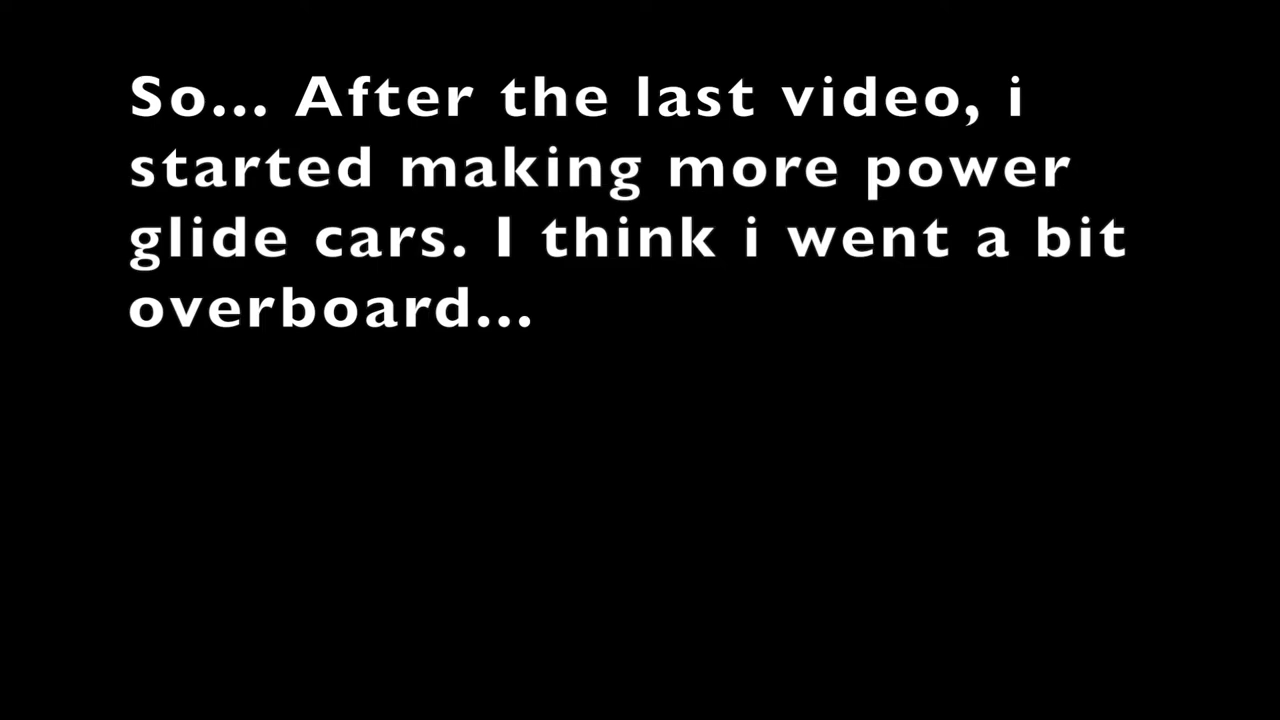 So... After the last video, i
started making more power
glide cars. I think i went a bit
overboard...